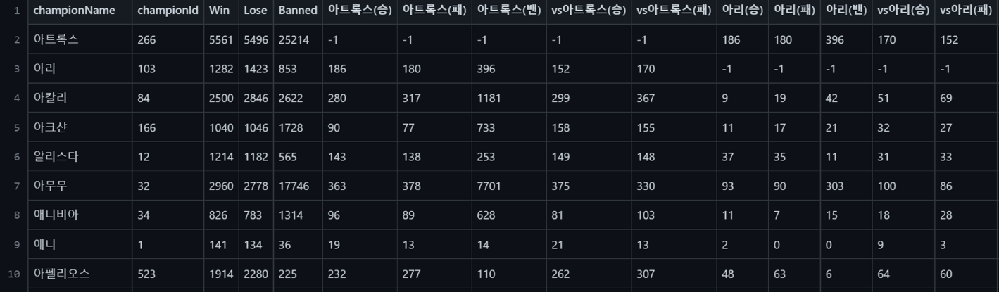 1 championName championId Win Lose Banned 아트록스(승) 아트록스(패) 아트록스(밴) vs아트록스(승) vs아트록스(패) 아리(승) 아리(패) 아리(밴) vs아리(승) vs아리(패)
2 아트록스 266 5561 5496 25214 -1 -1 -1 -1 -1 186 180 396 170 152
3 아리 103 1282 1423 853 186 180 396 152 170 -1 -1 -1 -1 -1
4 아칼리 84 2500 2846 2622 280 317 1181 299 367 9 19 42 51 69
5 아크샨 166 1040 1046 1728 90 77 733 158 155 11 17 21 32 27
6 알리스타 12 1214 1182 565 143 138 253 149 148 37 35 11 31 33
7 아무무 32 2960 2778 17746 363 378 7701 375 330 93 90 303 100 86
8 애니비아 34 826 783 1314 96 89 628 81 103 11 7 15 18 28
9 애니 1 141 134 36 19 13 14 21 13 2 0 0 9 3
10 아펠리오스 523 1914 2280 225 232 277 110 262 307 48 63 6 64 60